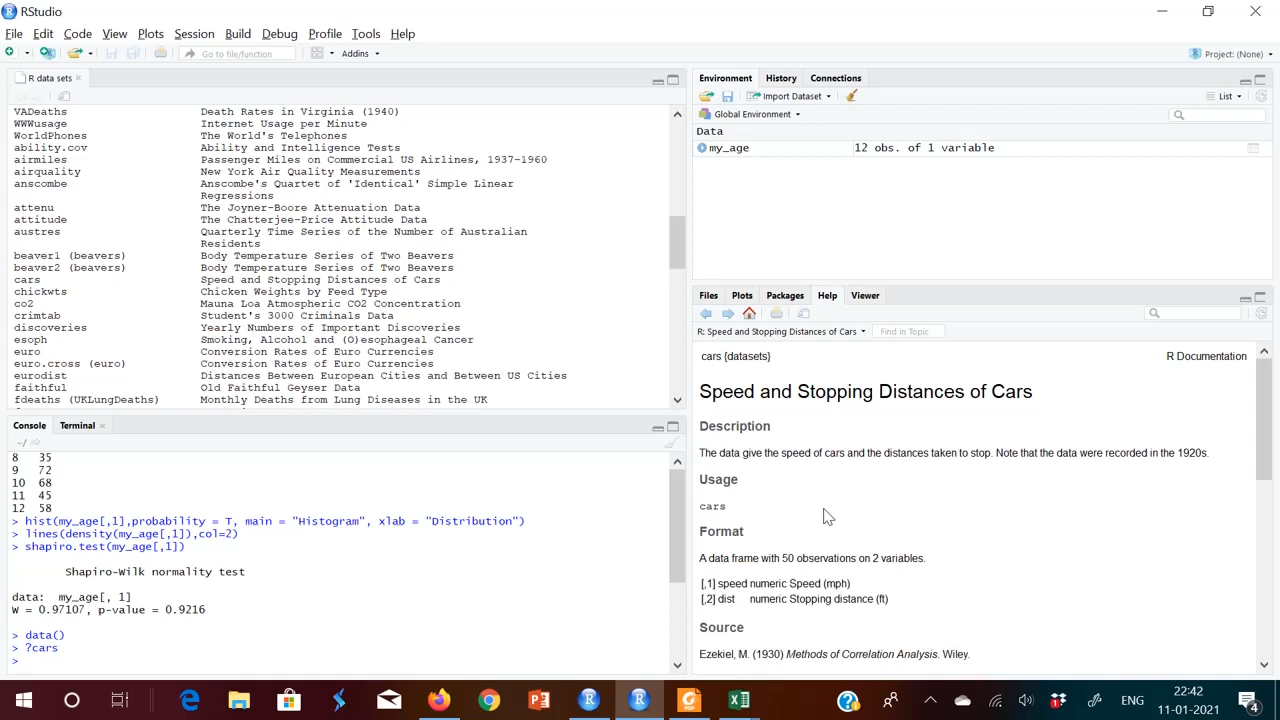 RStudio
File Edit Code View Plots Session Build Debug Profile Tools Help
Go to file/function Addins Project: (None)
R data sets
VADeaths Death Rates in Virginia (1940)
WWWusage Internet Usage per Minute
WorldPhones The World's Telephones
ability.cov Ability and Intelligence Tests
airmiles Passenger Miles on Commercial US Airlines, 1937-1960
airquality New York Air Quality Measurements
anscombe Anscombe's Quartet of 'Identical' Simple Linear
Regressions
attenu The Joyner-Boore Attenuation Data
attitude The Chatterjee-Price Attitude Data
austres Quarterly Time Series of the Number of Australian
Residents
beaver1 (beavers) Body Temperature Series of Two Beavers
beaver2 (beavers) Body Temperature Series of Two Beavers
cars Speed and Stopping Distances of Cars
chickwts Chicken Weights by Feed Type
co2 Mauna Loa Atmospheric CO2 Concentration
crimtab Student's 3000 Criminals Data
discoveries Yearly Numbers of Important Discoveries
esoph Smoking, Alcohol and (O)esophageal Cancer
euro Conversion Rates of Euro Currencies
euro.cross (euro) Conversion Rates of Euro Currencies
eurodist Distances Between European Cities and Between US Cities
faithful Old Faithful Geyser Data
fdeaths (UKLungDeaths) Monthly Deaths from Lung Diseases in the UK
Console Terminal
~/
8 35
9 72
10 68
11 45
12 58
> hist(my_age[,1],probability = T, main = "Histogram", xlab = "Distribution")
> lines(density(my_age[,1]),col=2)
> shapiro.test(my_age[,1])
Shapiro-Wilk normality test
data: my_age[, 1]
W = 0.97107, p-value = 0.9216
> data()
> ?cars
>
Environment History Connections
Import Dataset List
Global Environment
Data
my_age 12 obs. of 1 variable
Files Plots Packages Help Viewer
R: Speed and Stopping Distances of Cars Find in Topic
cars {datasets} R Documentation
Speed and Stopping Distances of Cars
Description
The data give the speed of cars and the distances taken to stop. Note that the data were recorded in the 1920s.
Usage
cars
Format
A data frame with 50 observations on 2 variables.
[,1] speed numeric Speed (mph)
[,2] dist numeric Stopping distance (ft)
Source
Ezekiel, M. (1930) Methods of Correlation Analysis. Wiley.
ENG
22:42
11-01-2021
4